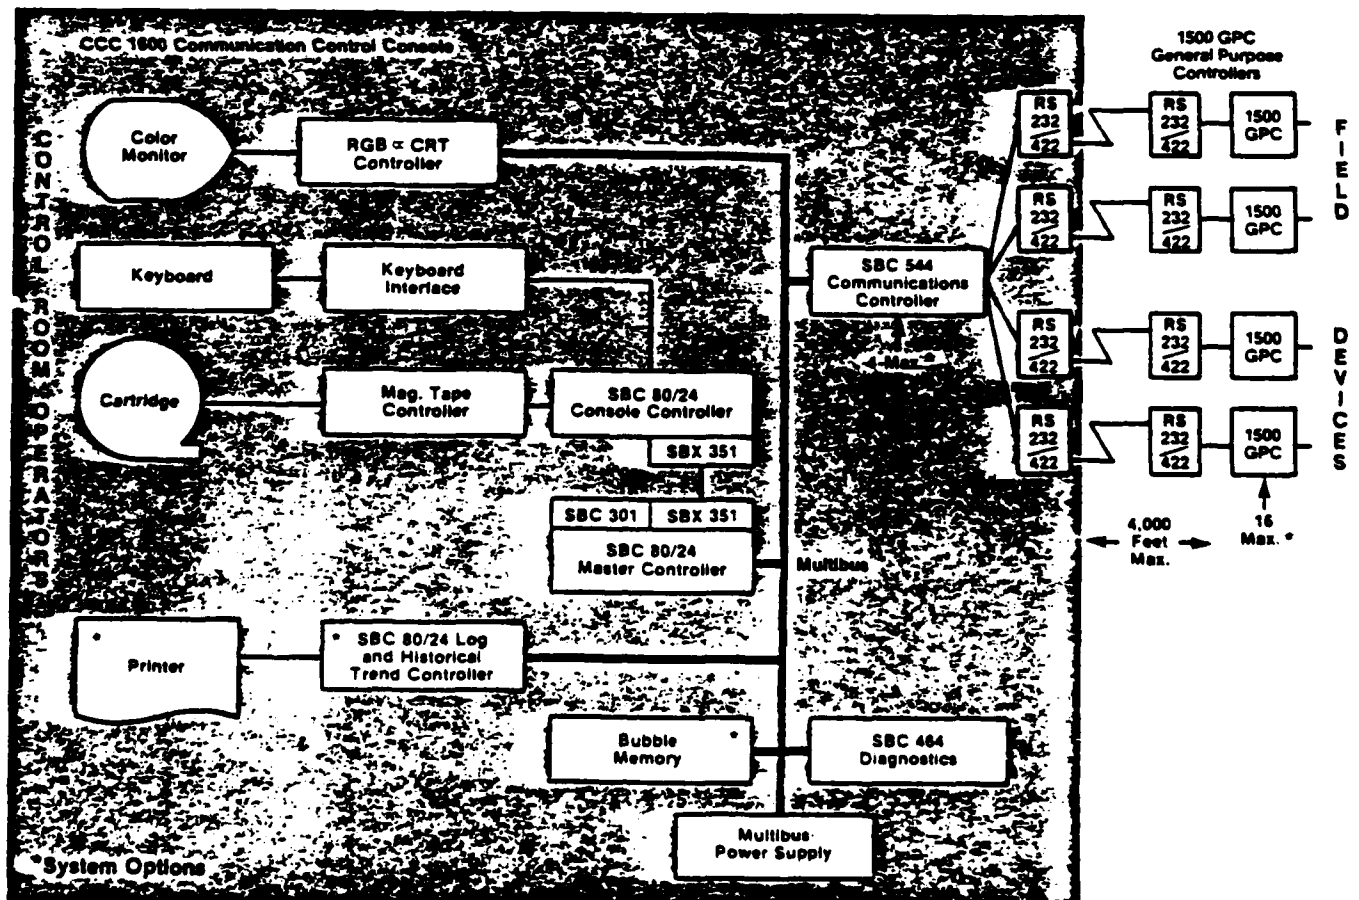 CCC 1600 Communication Control Console
1500 GPC
General Purpose
Controllers
CONTROL ROOM OPERATORS
Color
Monitor
RGB ∝ CRT
Controller
RS
232
422
RS
232
422
1500
GPC
FIELD
RS
232
422
RS
232
422
1500
GPC
Keyboard
Keyboard
Interface
SBC 544
Communications
Controller
4 Max.*
RS
232
422
RS
232
422
1500
GPC
DEVICES
Cartridge
Mag. Tape
Controller
SBC 80/24
Console Controller
SBX 351
RS
232
422
RS
232
422
1500
GPC
SBC 301
SBX 351
SBC 80/24
Master Controller
Multibus
4,000
Feet
Max.
16
Max. *
*
Printer
* SBC 80/24 Log
and Historical
Trend Controller
Bubble *
Memory
SBC 464
Diagnostics
Multibus
Power Supply
*System Options